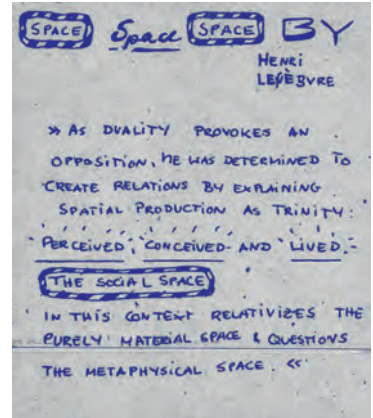 SPACE Space SPACE BY
HENRI
LEFÈBVRE
» AS DUALITY PROVOKES AN
OPPOSITION, HE WAS DETERMINED TO
CREATE RELATIONS BY EXPLAINING
SPATIAL PRODUCTION AS TRINITY:
PERCEIVED, CONCEIVED- AND LIVED.-
THE SOCIAL SPACE
IN THIS CONTEXT RELATIVIZES THE
PURELY MATERIAL SPACE & QUESTIONS
THE METAPHYSICAL SPACE. «